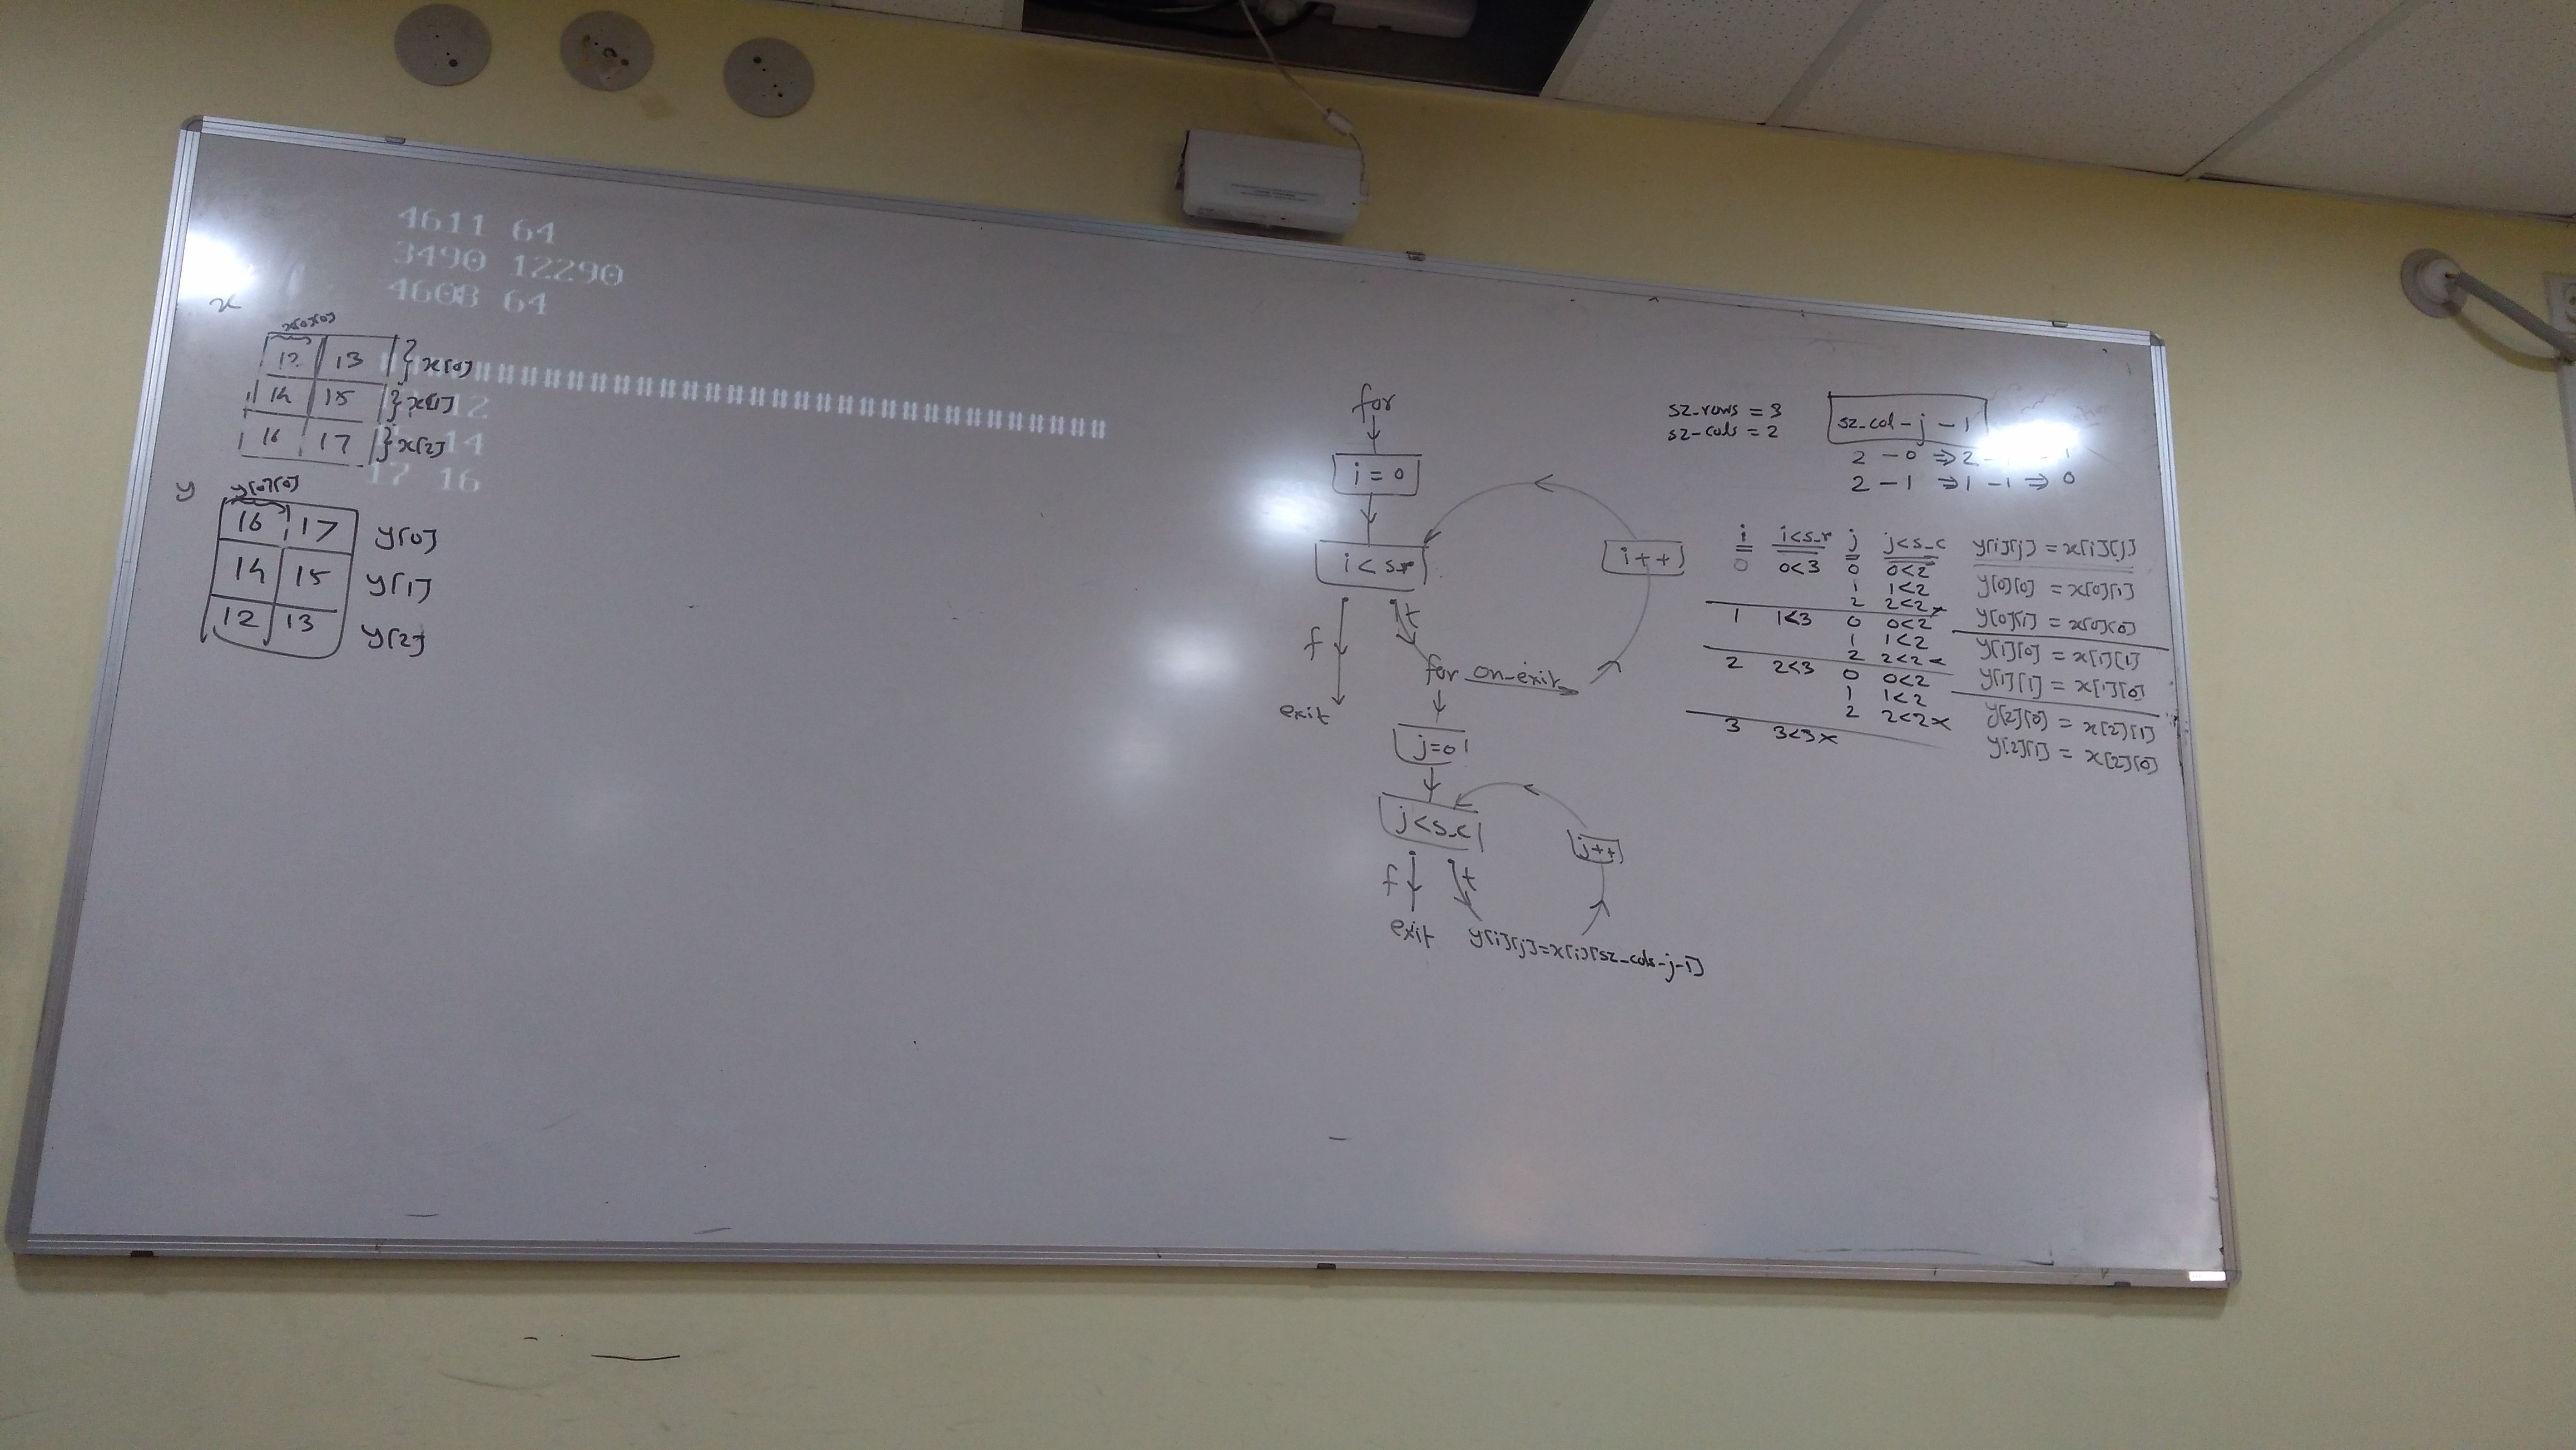 4611 64
3490 12290
4608 64
x
x[0][0]
12 13 } x[0]
14 15 } x[1]
16 17 } x[2]
################################
12
14
17 16
y
y[0][0]
16 17 y[0]
14 15 y[1]
12 13 y[2]
for
i = 0
i < s_r
i++
f
t
exit
for on-exit
j=0
j<s_c
j++
f
t
exit
y[i][j]=x[i][sz_cols-j-1]
sz_rows = 3
sz-cols = 2
sz_col-j-1
2 - 0 ⇒ 2 - 1
2 - 1 ⇒ 1 - 1 ⇒ 0
i i<s_r j j<s_c y[i][j] = x[i][j]
0 0<3 0 0<2 y[0][0] = x[0][1]
1 1<2
2 2<2 x y[0][1] = x[0][0]
1 1<3 0 0<2
1 1<2 y[1][0] = x[1][1]
2 2<2 x
2 2<3 0 0<2 y[1][1] = x[1][0]
1 1<2
2 2<2 x y[2][0] = x[2][1]
3 3<3 x y[2][1] = x[2][0]